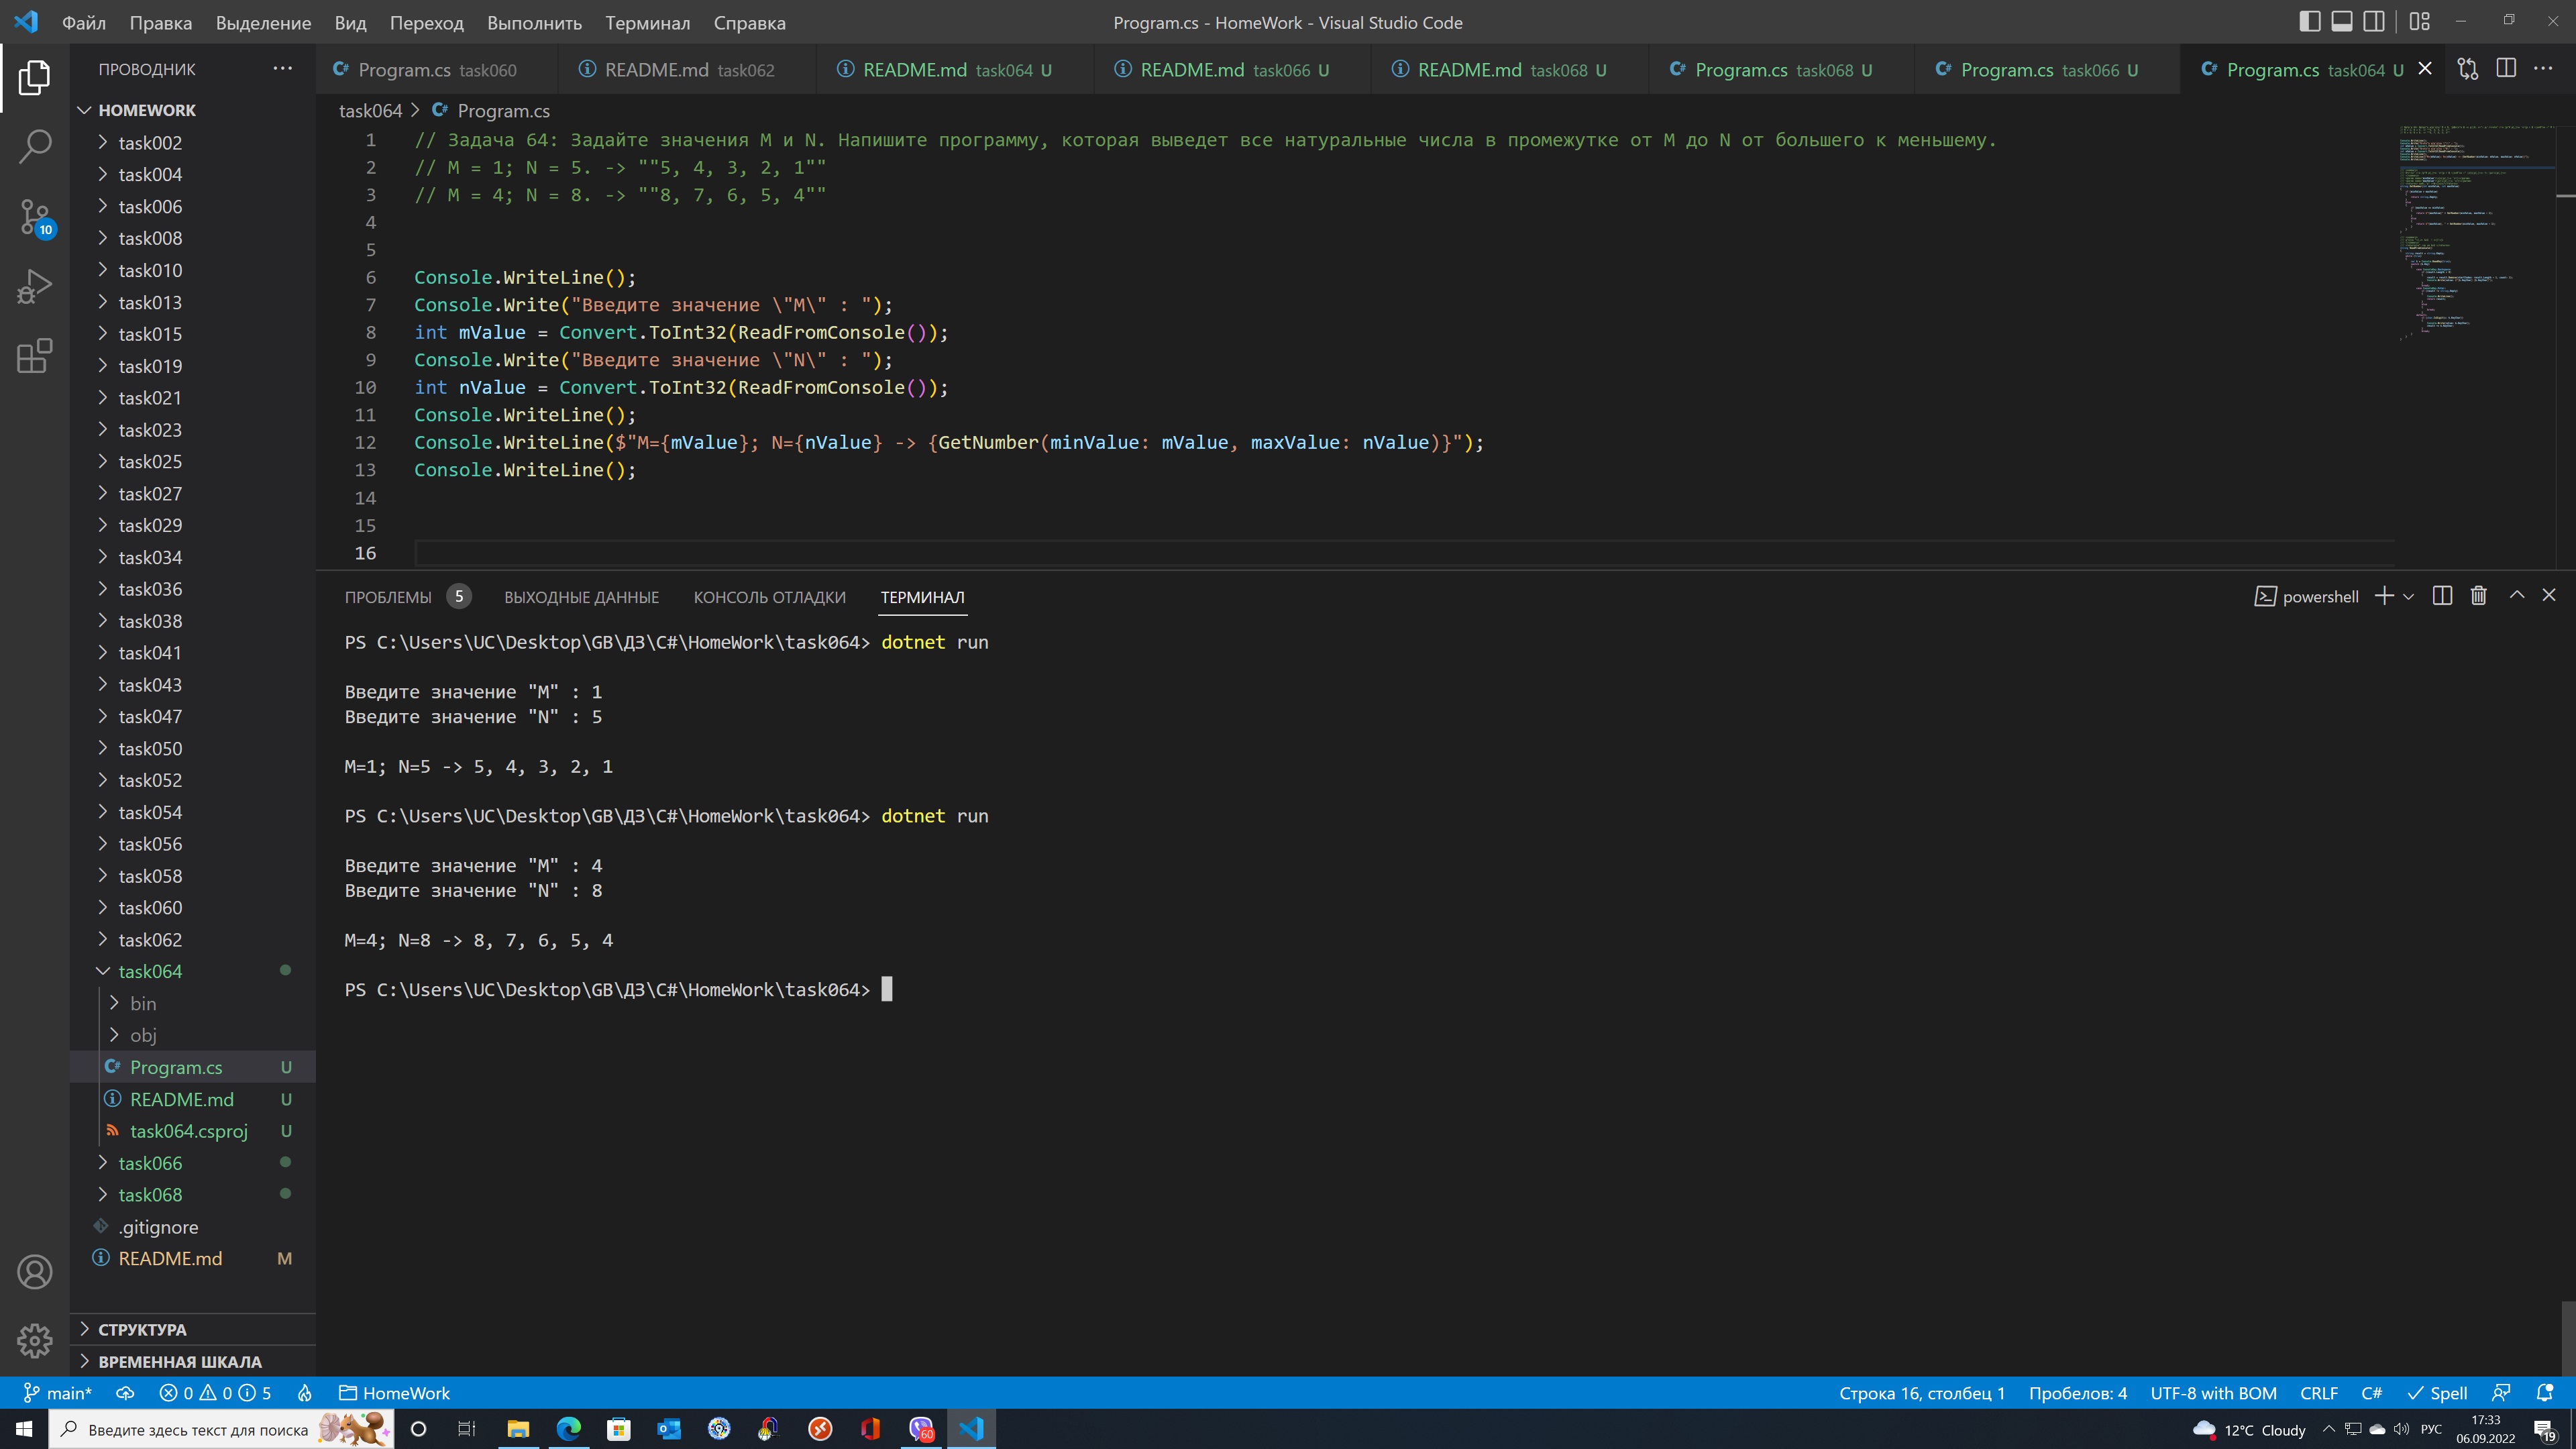 Файл Правка Выделение Вид Переход Выполнить Терминал Справка
Program.cs - HomeWork - Visual Studio Code
ПРОВОДНИК
Program.cs task060
README.md task062
README.md task064 U
README.md task066 U
README.md task068 U
Program.cs task068 U
Program.cs task066 U
Program.cs task064 U
HOMEWORK
task002
task004
task006
task008
task010
task013
task015
task019
task021
task023
task025
task027
task029
task034
task036
task038
task041
task043
task047
task050
task052
task054
task056
task058
task060
task062
task064
bin
obj
Program.cs U
README.md U
task064.csproj U
task066
task068
.gitignore
README.md M
СТРУКТУРА
ВРЕМЕННАЯ ШКАЛА
10
task064 > Program.cs
1 // Задача 64: Задайте значения M и N. Напишите программу, которая выведет все натуральные числа в промежутке от M до N от большего к меньшему.
2 // M = 1; N = 5. -> ""5, 4, 3, 2, 1""
3 // M = 4; N = 8. -> ""8, 7, 6, 5, 4""
4
5
6 Console.WriteLine();
7 Console.Write("Введите значение \"M\" : ");
8 int mValue = Convert.ToInt32(ReadFromConsole());
9 Console.Write("Введите значение \"N\" : ");
10 int nValue = Convert.ToInt32(ReadFromConsole());
11 Console.WriteLine();
12 Console.WriteLine($"M={mValue}; N={nValue} -> {GetNumber(minValue: mValue, maxValue: nValue)}");
13 Console.WriteLine();
14
15
16
ПРОБЛЕМЫ 5 ВЫХОДНЫЕ ДАННЫЕ КОНСОЛЬ ОТЛАДКИ ТЕРМИНАЛ
powershell
PS C:\Users\UC\Desktop\GB\ДЗ\C#\HomeWork\task064> dotnet run
Введите значение "M" : 1
Введите значение "N" : 5
M=1; N=5 -> 5, 4, 3, 2, 1
PS C:\Users\UC\Desktop\GB\ДЗ\C#\HomeWork\task064> dotnet run
Введите значение "M" : 4
Введите значение "N" : 8
M=4; N=8 -> 8, 7, 6, 5, 4
PS C:\Users\UC\Desktop\GB\ДЗ\C#\HomeWork\task064>
main* 0 0 5 HomeWork
Строка 16, столбец 1 Пробелов: 4 UTF-8 with BOM CRLF C# Spell
Введите здесь текст для поиска
60
12°C Cloudy
РУС
17:33
06.09.2022
19